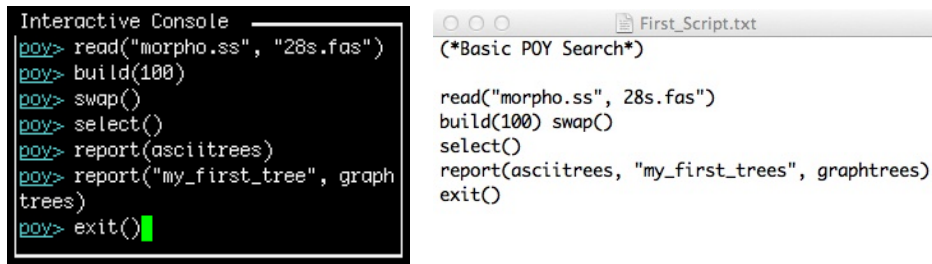 Interactive Console
poy> read("morpho.ss", "28s.fas")
poy> build(100)
poy> swap()
poy> select()
poy> report(asciitrees)
poy> report("my_first_tree", graph
trees)
poy> exit()
First_Script.txt
(*Basic POY Search*)
read("morpho.ss", 28s.fas")
build(100) swap()
select()
report(asciitrees, "my_first_trees", graphtrees)
exit()